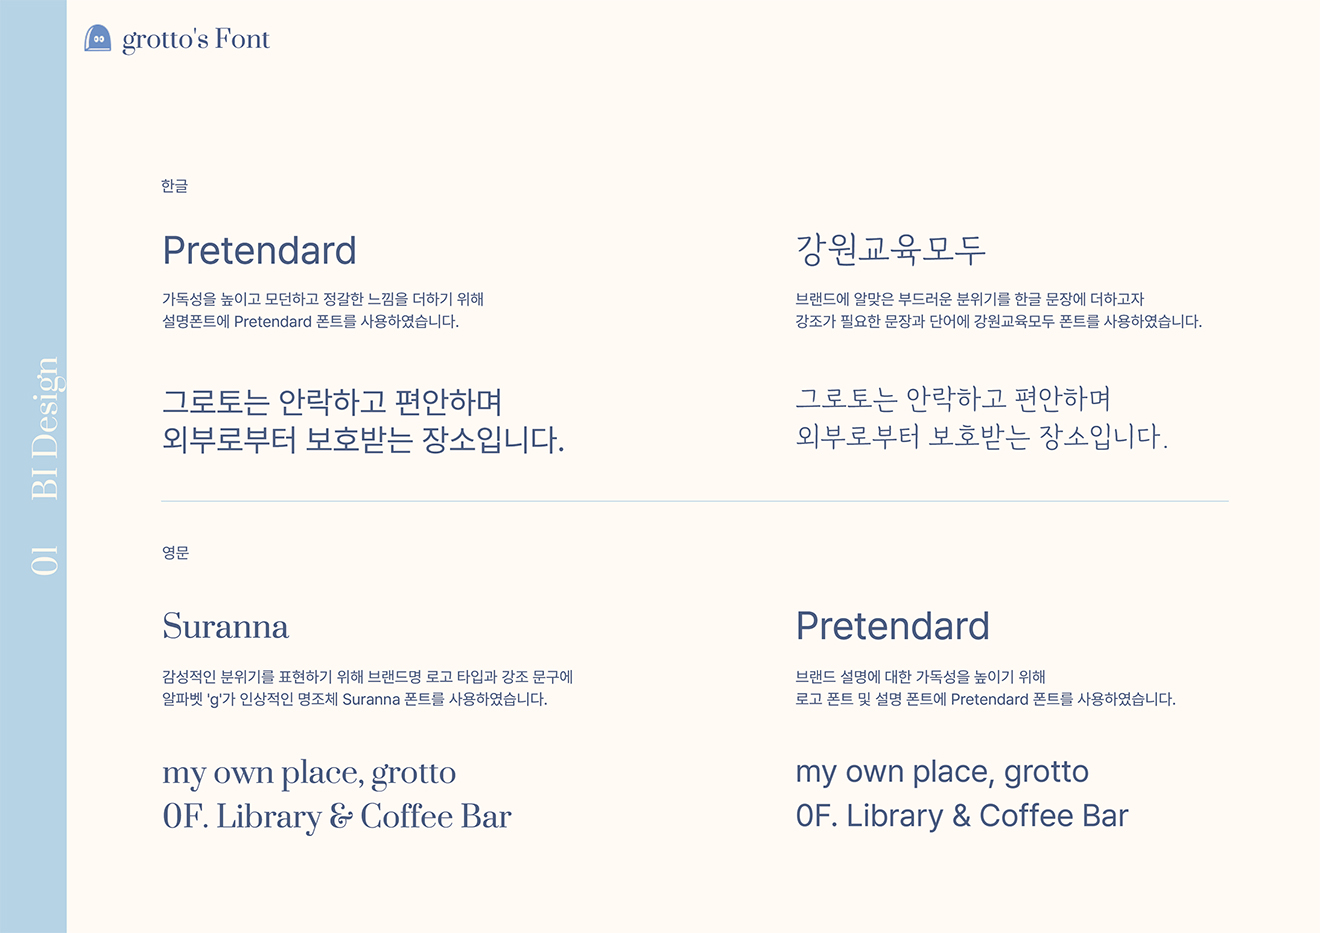 grotto's Font
01 BI Design
한글
Pretendard
가독성을 높이고 모던하고 정갈한 느낌을 더하기 위해
설명폰트에 Pretendard 폰트를 사용하였습니다.
그로토는 안락하고 편안하며
외부로부터 보호받는 장소입니다.
강원교육모두
브랜드에 알맞은 부드러운 분위기를 한글 문장에 더하고자
강조가 필요한 문장과 단어에 강원교육모두 폰트를 사용하였습니다.
그로토는 안락하고 편안하며
외부로부터 보호받는 장소입니다.
영문
Suranna
감성적인 분위기를 표현하기 위해 브랜드명 로고 타입과 강조 문구에
알파벳 'g'가 인상적인 명조체 Suranna 폰트를 사용하였습니다.
my own place, grotto
0F. Library & Coffee Bar
Pretendard
브랜드 설명에 대한 가독성을 높이기 위해
로고 폰트 및 설명 폰트에 Pretendard 폰트를 사용하였습니다.
my own place, grotto
0F. Library & Coffee Bar